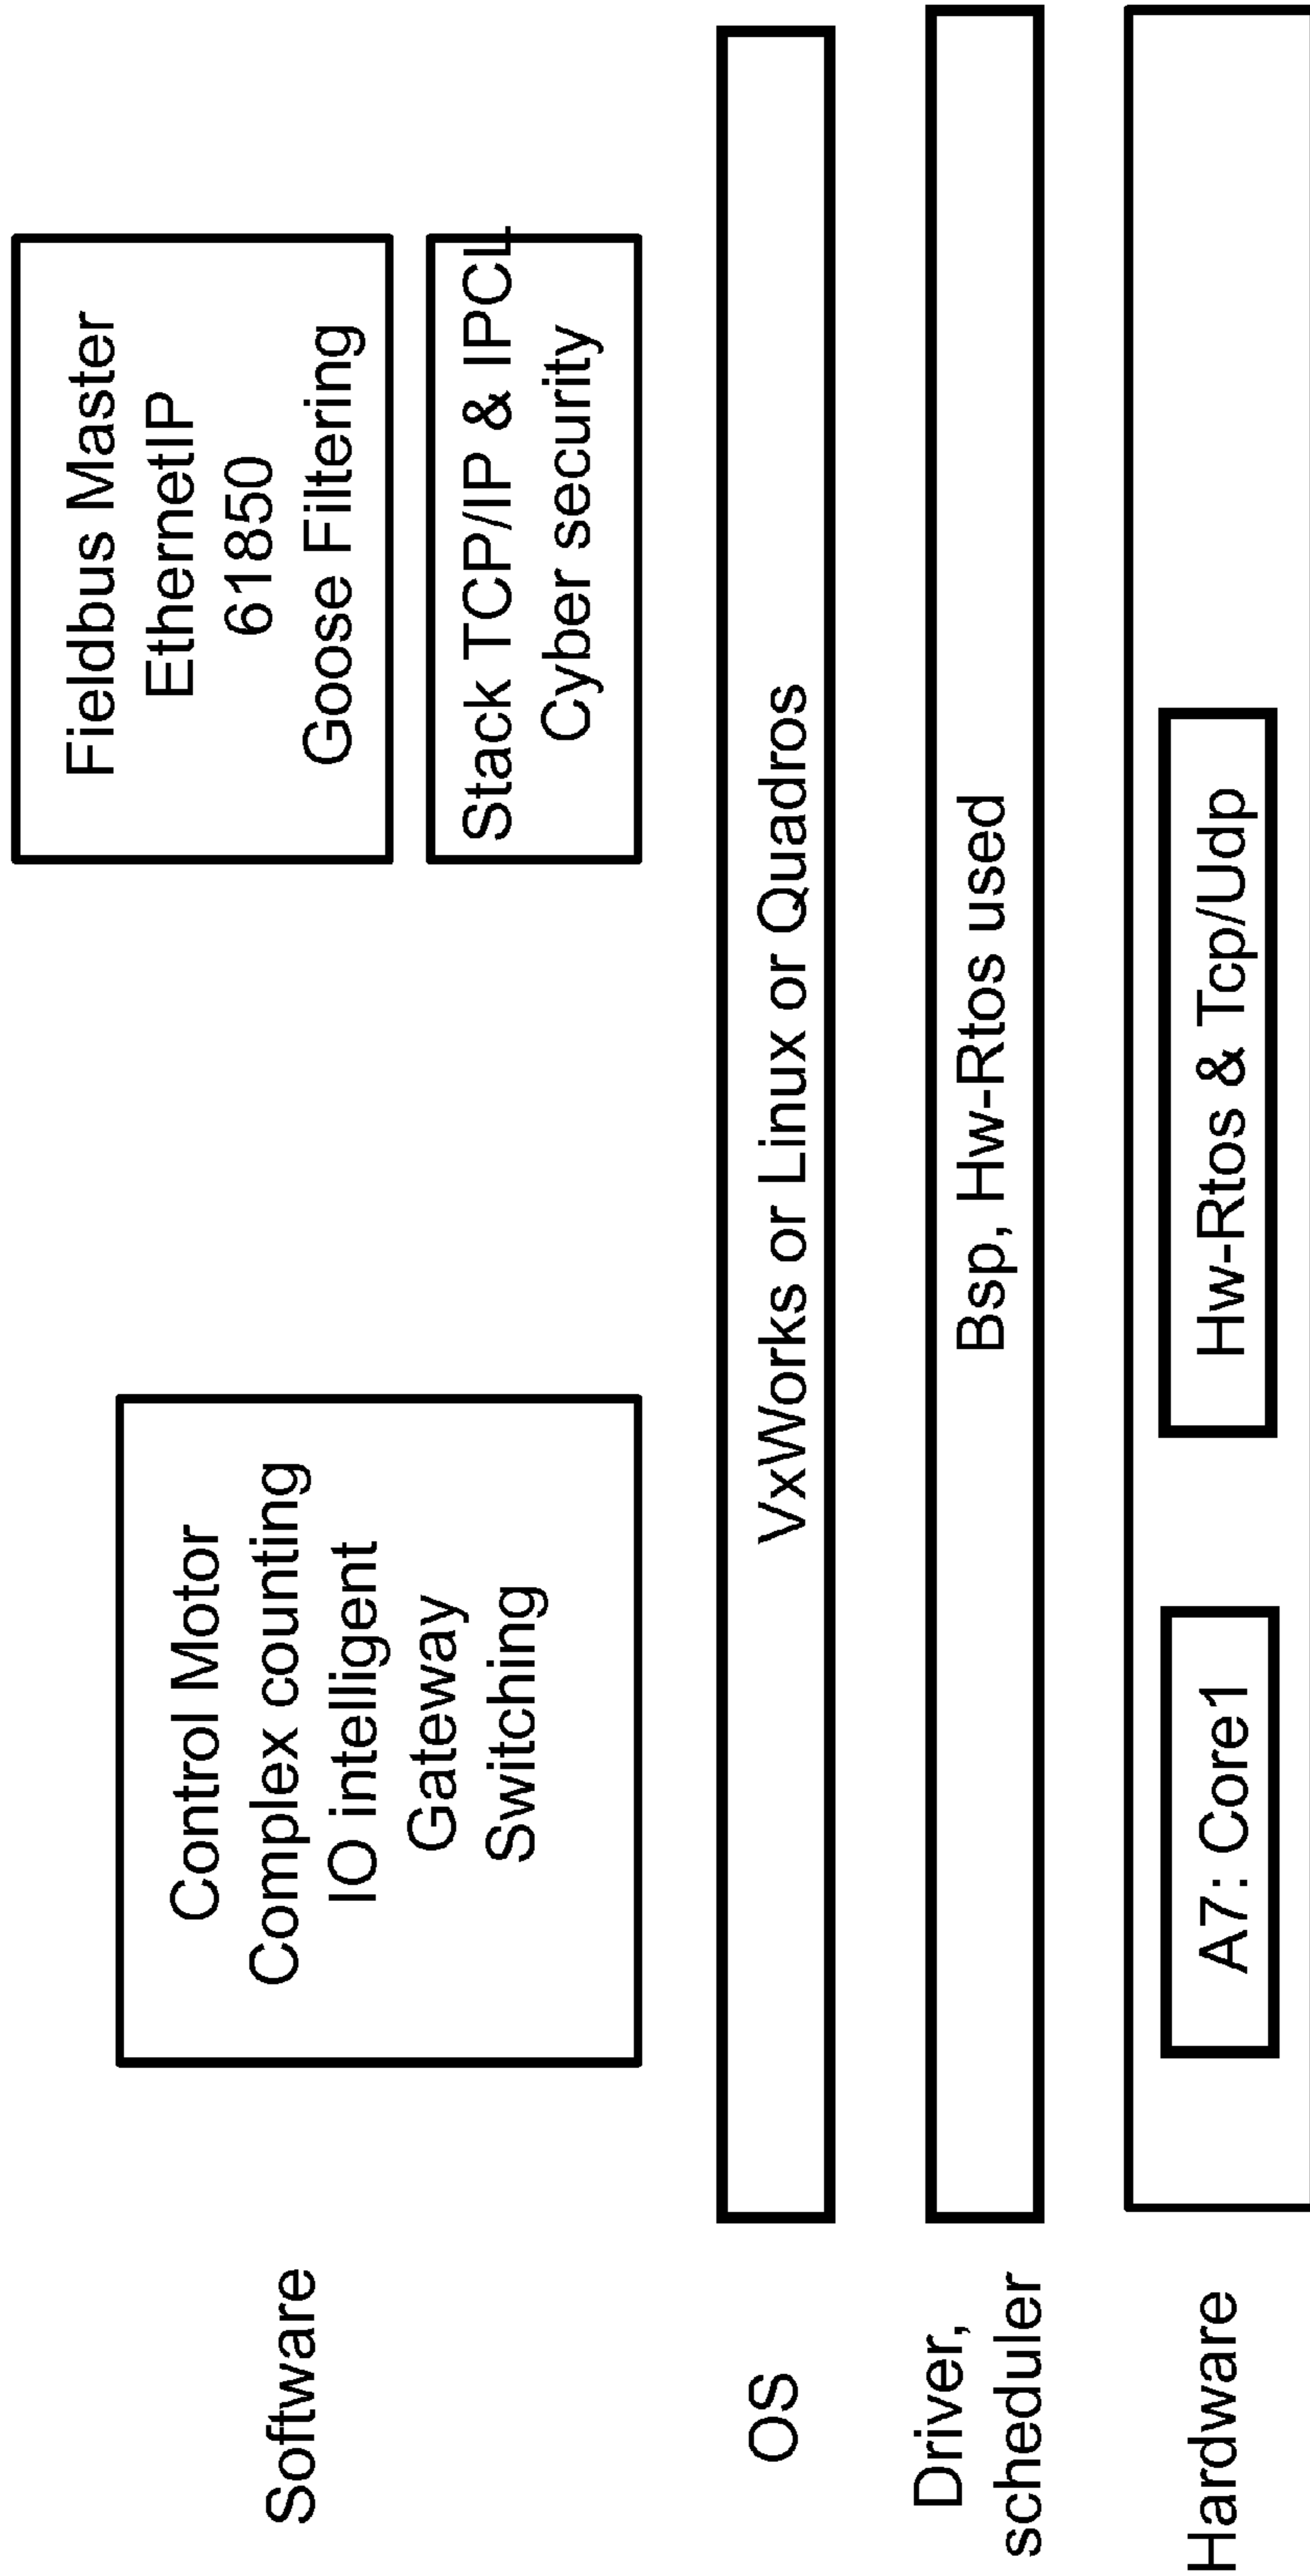 Software
Control Motor
Complex counting
IO intelligent
Gateway
Switching
Fieldbus Master
EthernetIP
61850
Goose Filtering
Stack TCP/IP & IPCL
Cyber security
OS
VxWorks or Linux or Quadros
Driver,
scheduler
Bsp, Hw-Rtos used
Hardware
A7: Core1
Hw-Rtos & Tcp/Udp